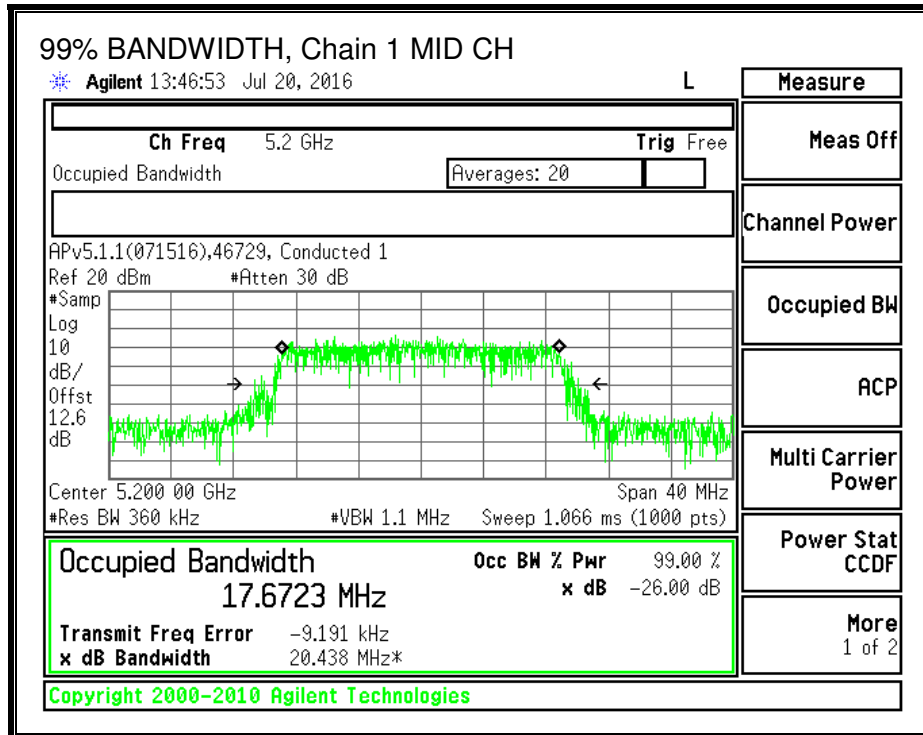 99% BANDWIDTH, Chain 1 MID CH
Agilent 13:46:53 Jul 20, 2016 L
Measure
Ch Freq 5.2 GHz Trig Free
Meas Off
Occupied Bandwidth Averages: 20
Channel Power
APv5.1.1(071516),46729, Conducted 1
Ref 20 dBm #Atten 30 dB
#Samp
Log
10
dB/
Offst
12.6
dB
Occupied BW
ACP
Multi Carrier
Power
Center 5.200 00 GHz Span 40 MHz
#Res BW 360 kHz #VBW 1.1 MHz Sweep 1.066 ms (1000 pts)
Power Stat
CCDF
Occupied Bandwidth Occ BW % Pwr 99.00 %
17.6723 MHz x dB -26.00 dB
Transmit Freq Error -9.191 kHz
x dB Bandwidth 20.438 MHz*
More
1 of 2
Copyright 2000-2010 Agilent Technologies